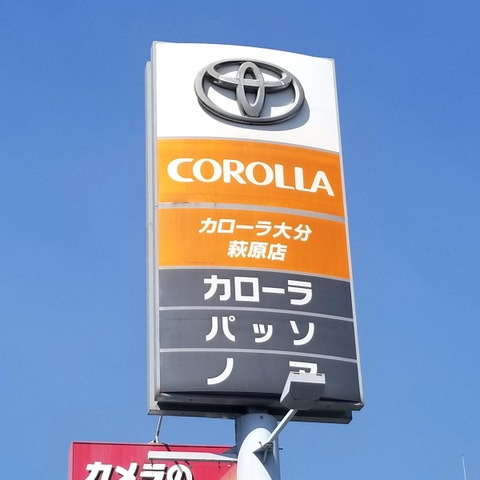 COROLLA
カローラ大分
萩原店
カローラ
パッソ
ノア
カメラの